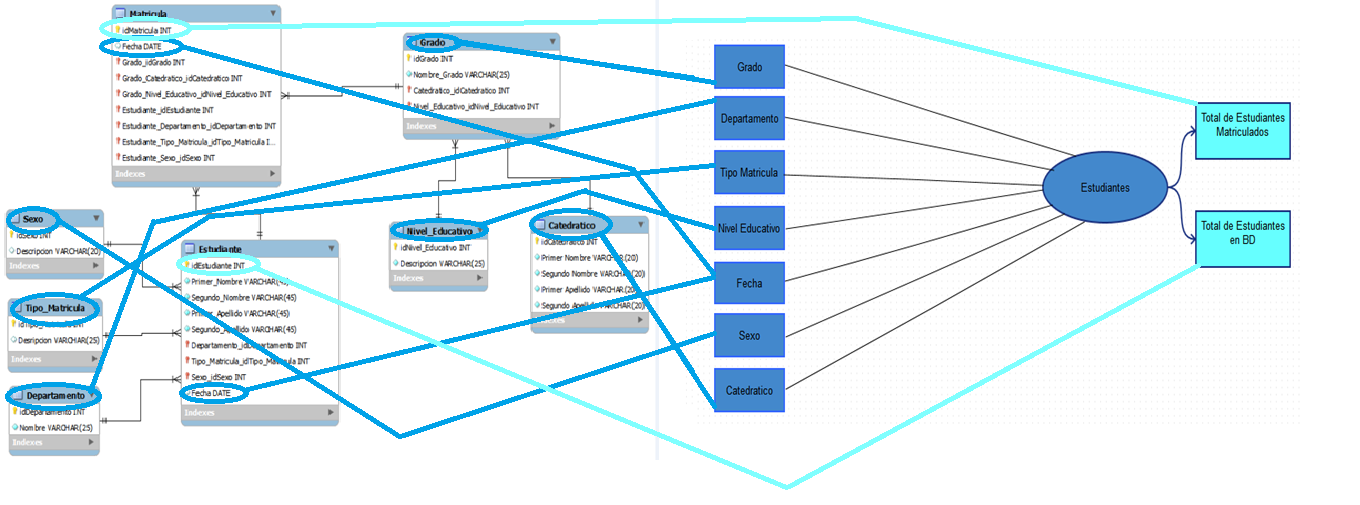 Matricula
idMatricula INT
Fecha DATE
Grado_idGrado INT
Grado_Catedratico_idCatedratico INT
Grado_Nivel_Educativo_idNivel_Educativo INT
Estudiante_idEstudiante INT
Estudiante_Departamento_idDepartamento INT
Estudiante_Tipo_Matricula_idTipo_Matricula I...
Estudiante_Sexo_idSexo INT
Indexes
Grado
idGrado INT
Nombre_Grado VARCHAR(25)
Catedratico_idCatedratico INT
Nivel_Educativo_idNivel_Educativo INT
Indexes
Sexo
idSexo INT
Descripcion VARCHAR(20)
Indexes
Tipo_Matricula
Desripcion VARCHAR(25)
Indexes
Departamento
idDepartamento INT
Nombre VARCHAR(25)
Indexes
Estudiante
idEstudiante INT
Primer_Nombre VARCHAR(45)
Segundo_Nombre VARCHAR(45)
Primer_Apellido VARCHAR(45)
Segundo_Apellido VARCHAR(45)
Departamento_idDepartamento INT
Tipo_Matricula_idTipo_Matricula INT
Sexo_idSexo INT
Fecha DATE
Indexes
Nivel_Educativo
idNivel_Educativo INT
Descripcion VARCHAR(25)
Indexes
Catedratico
idCatedratico INT
Primer Nombre VARCHAR(20)
Segundo Nombre VARCHAR(20)
Primer Apellido VARCHAR(20)
Segundo Apellido VARCHAR(20)
Indexes
Grado
Departamento
Tipo Matricula
Nivel Educativo
Fecha
Sexo
Catedratico
Estudiantes
Total de Estudiantes
Matriculados
Total de Estudiantes
en BD